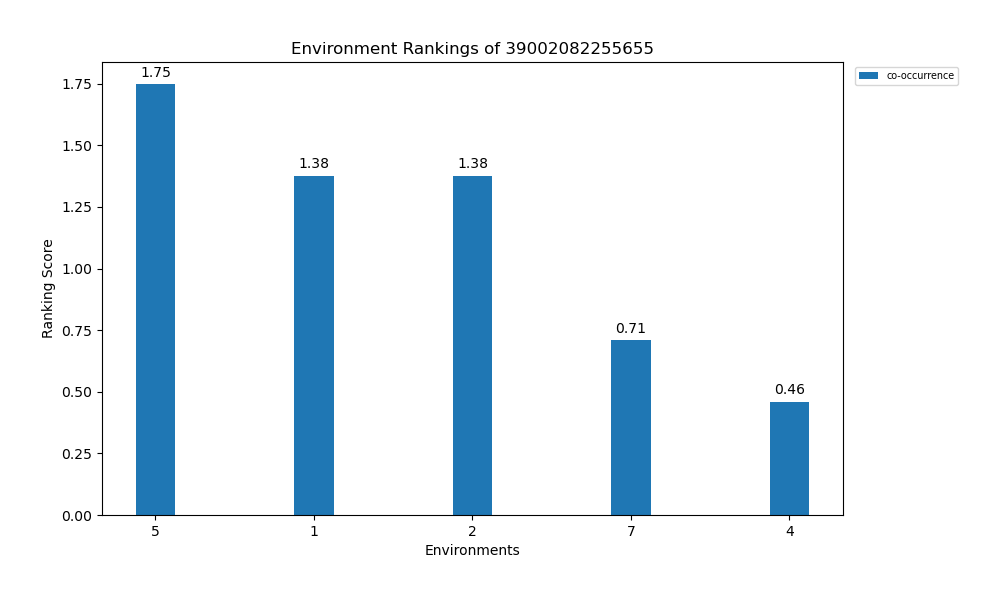 Environment Rankings of 39002082255655
co-occurrence
1.75
1.38
1.38
0.71
0.46
1.75
1.50
1.25
1.00
0.75
0.50
0.25
0.00
Ranking Score
5 1 2 7 4
Environments